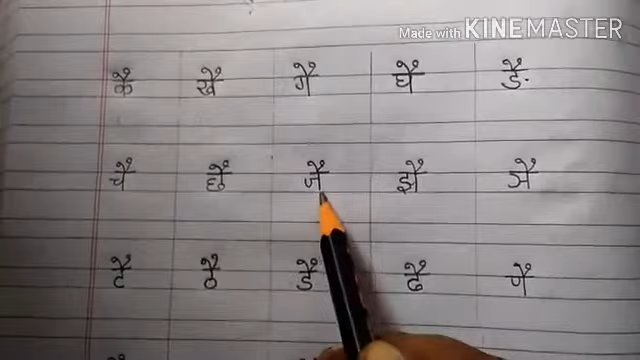 Made with KINEMASTER
कें खें गें घें ङें
चें छें जें झें ञें
टें ठें डें ढें णें